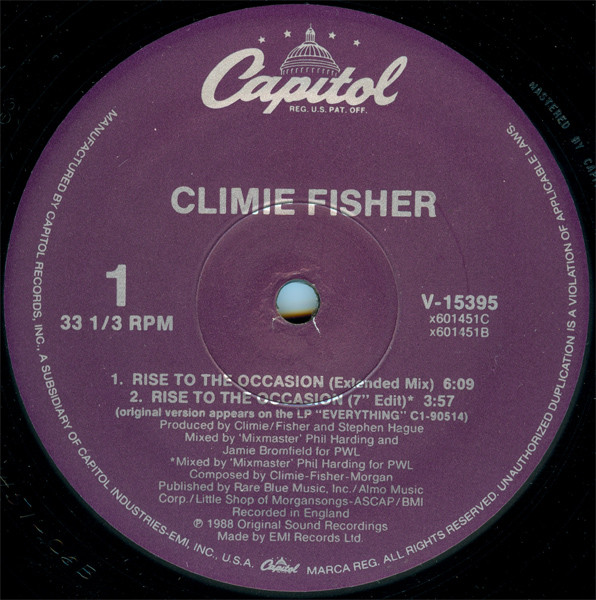 Capitol
REG. U.S. PAT. OFF.
CLIMIE FISHER
1
33 1/3 RPM
V-15395
x601451C
x601451B
1. RISE TO THE OCCASION (Extended Mix) 6:09
2. RISE TO THE OCCASION (7" Edit)* 3:57
(original version appears on the LP "EVERYTHING" C1-90514)
Produced by Climie/Fisher and Stephen Hague
Mixed by 'Mixmaster' Phil Harding and
Jamie Bromfield for PWL
*Mixed by 'Mixmaster' Phil Harding for PWL
Composed by Climie-Fisher-Morgan
Published by Rare Blue Music, Inc./Almo Music
Corp./Little Shop of Morgansongs-ASCAP/BMI
Recorded in England
℗ 1988 Original Sound Recordings
Made by EMI Records Ltd.
MANUFACTURED BY CAPITOL RECORDS, INC., A SUBSIDIARY OF CAPITOL INDUSTRIES-EMI, INC., U.S.A. Capitol MARCA REG. ALL RIGHTS RESERVED. UNAUTHORIZED DUPLICATION IS A VIOLATION OF APPLICABLE LAWS.
MASTERED BY